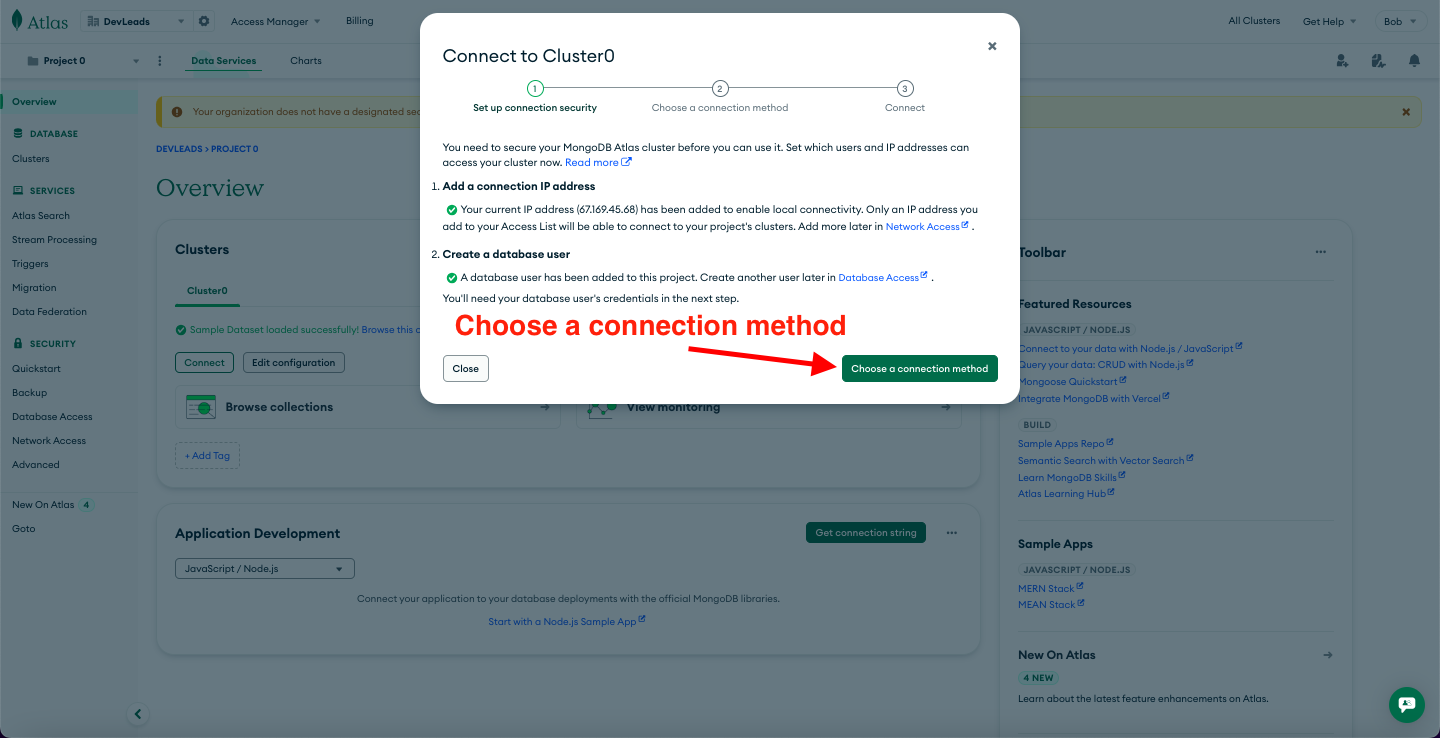 Atlas
DevLeads
Access Manager
Billing
All Clusters
Get Help
Bob
Project 0
Data Services
Charts
Overview
DATABASE
Clusters
SERVICES
Atlas Search
Stream Processing
Triggers
Migration
Data Federation
SECURITY
Quickstart
Backup
Database Access
Network Access
Advanced
New On Atlas 4
Goto
Your organization does not have a designated sec
DEVLEADS > PROJECT 0
Overview
Clusters
Cluster0
Sample Dataset loaded successfully! Browse this c
Connect
Edit configuration
Browse collections
View monitoring
+ Add Tag
Application Development
Get connection string
JavaScript / Node.js
Connect your application to your database deployments with the official MongoDB libraries.
Start with a Node.js Sample App
Connect to Cluster0
1
2
3
Set up connection security
Choose a connection method
Connect
You need to secure your MongoDB Atlas cluster before you can use it. Set which users and IP addresses can
access your cluster now. Read more
1. Add a connection IP address
Your current IP address (67.169.45.68) has been added to enable local connectivity. Only an IP address you
add to your Access List will be able to connect to your project's clusters. Add more later in Network Access .
2. Create a database user
A database user has been added to this project. Create another user later in Database Access .
You'll need your database user's credentials in the next step.
Choose a connection method
Close
Choose a connection method
Toolbar
Featured Resources
JAVASCRIPT / NODE.JS
Connect to your data with Node.js / JavaScript
Query your data: CRUD with Node.js
Mongoose Quickstart
Integrate MongoDB with Vercel
BUILD
Sample Apps Repo
Semantic Search with Vector Search
Learn MongoDB Skills
Atlas Learning Hub
Sample Apps
JAVASCRIPT / NODE.JS
MERN Stack
MEAN Stack
New On Atlas
4 NEW
Learn about the latest feature enhancements on Atlas.